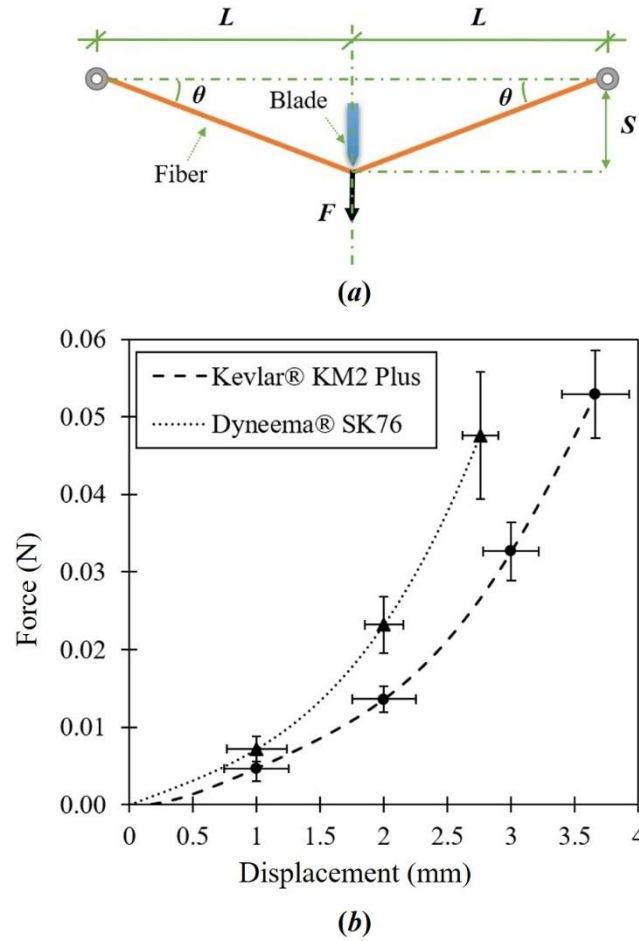 L L
θ θ
Blade
S
Fiber
F
(a)
0.06
Kevlar® KM2 Plus
0.05
Dyneema® SK76
0.04
Force (N)
0.03
0.02
0.01
0.00
0 0.5 1 1.5 2 2.5 3 3.5 4
Displacement (mm)
(b)